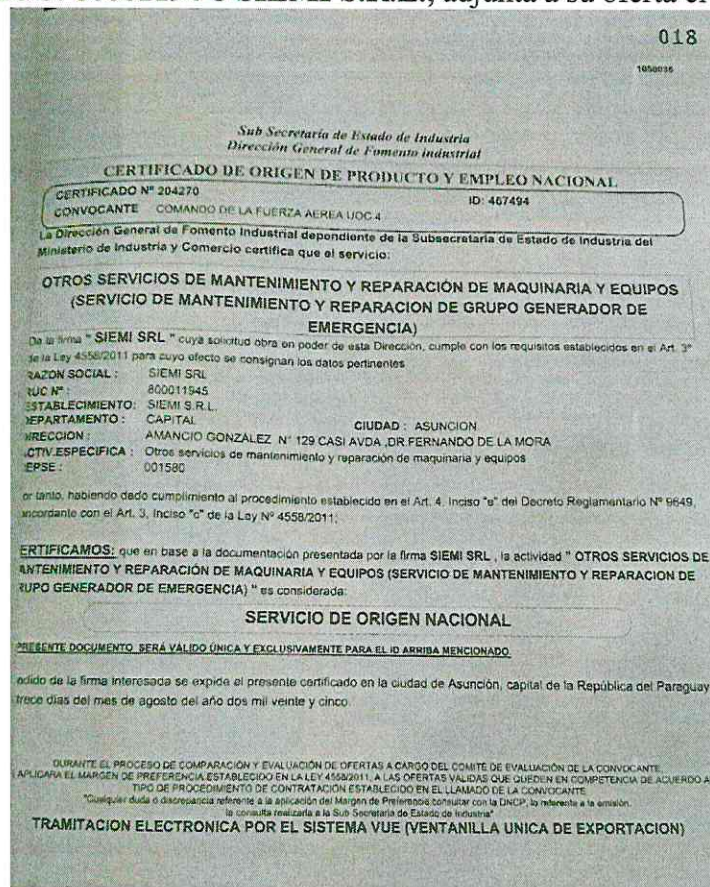 SIEMI S.R.L., adjunta a su oferta el
018
1050036
Sub Secretaría de Estado de Industria
Dirección General de Fomento industrial
CERTIFICADO DE ORIGEN DE PRODUCTO Y EMPLEO NACIONAL
CERTIFICADO Nº 204270 ID: 467494
CONVOCANTE COMANDO DE LA FUERZA AEREA UOC 4
La Dirección General de Fomento Industrial dependiente de la Subsecretaria de Estado de Industria del
Ministerio de Industria y Comercio certifica que el servicio:
OTROS SERVICIOS DE MANTENIMIENTO Y REPARACIÓN DE MAQUINARIA Y EQUIPOS
(SERVICIO DE MANTENIMIENTO Y REPARACION DE GRUPO GENERADOR DE
EMERGENCIA)
De la firma " SIEMI SRL " cuya solicitud obra en poder de esta Dirección, cumple con los requisitos establecidos en el Art. 3º
de la Ley 4558/2011 para cuyo efecto se consignan los datos pertinentes
RAZON SOCIAL : SIEMI SRL
RUC Nº : 800011945
ESTABLECIMIENTO: SIEMI S.R.L.
DEPARTAMENTO : CAPITAL CIUDAD : ASUNCION
DIRECCION : AMANCIO GONZALEZ N° 129 CASI AVDA ,DR.FERNANDO DE LA MORA
CTIV.ESPECIFICA : Otros servicios de mantenimiento y reparación de maquinaria y equipos
EPSE : 001580
or tanto, habiendo dado cumplimiento al procedimiento establecido en el Art. 4, Inciso "e" del Decreto Reglamentario Nº 9649,
oncordante con el Art. 3, Inciso "c" de la Ley Nº 4558/2011;
ERTIFICAMOS: que en base a la documentación presentada por la firma SIEMI SRL , la actividad " OTROS SERVICIOS DE
ANTENIMIENTO Y REPARACIÓN DE MAQUINARIA Y EQUIPOS (SERVICIO DE MANTENIMIENTO Y REPARACION DE
RUPO GENERADOR DE EMERGENCIA) " es considerada:
SERVICIO DE ORIGEN NACIONAL
PRESENTE DOCUMENTO SERÁ VÁLIDO ÚNICA Y EXCLUSIVAMENTE PARA EL ID ARRIBA MENCIONADO
edido de la firma interesada se expide el presente certificado en la ciudad de Asunción, capital de la República del Paraguay
trece días del mes de agosto del año dos mil veinte y cinco.
DURANTE EL PROCESO DE COMPARACIÓN Y EVALUACIÓN DE OFERTAS A CARGO DEL COMITÉ DE EVALUACIÓN DE LA CONVOCANTE,
APLICARA EL MARGEN DE PREFERENCIA ESTABLECIDO EN LA LEY 4558/2011, A LAS OFERTAS VALIDAS QUE QUEDEN EN COMPETENCIA DE ACUERDO A
TIPO DE PROCEDIMIENTO DE CONTRATACIÓN ESTABLECIDO EN EL LLAMADO DE LA CONVOCANTE
"Cualquier duda o discrepancia referente a la aplicación del Margen de Preferencia consultar con la DNCP, lo referente a la emisión,
la consulta realizarla a la Sub Secretaría de Estado de Industria"
TRAMITACION ELECTRONICA POR EL SISTEMA VUE (VENTANILLA UNICA DE EXPORTACION)